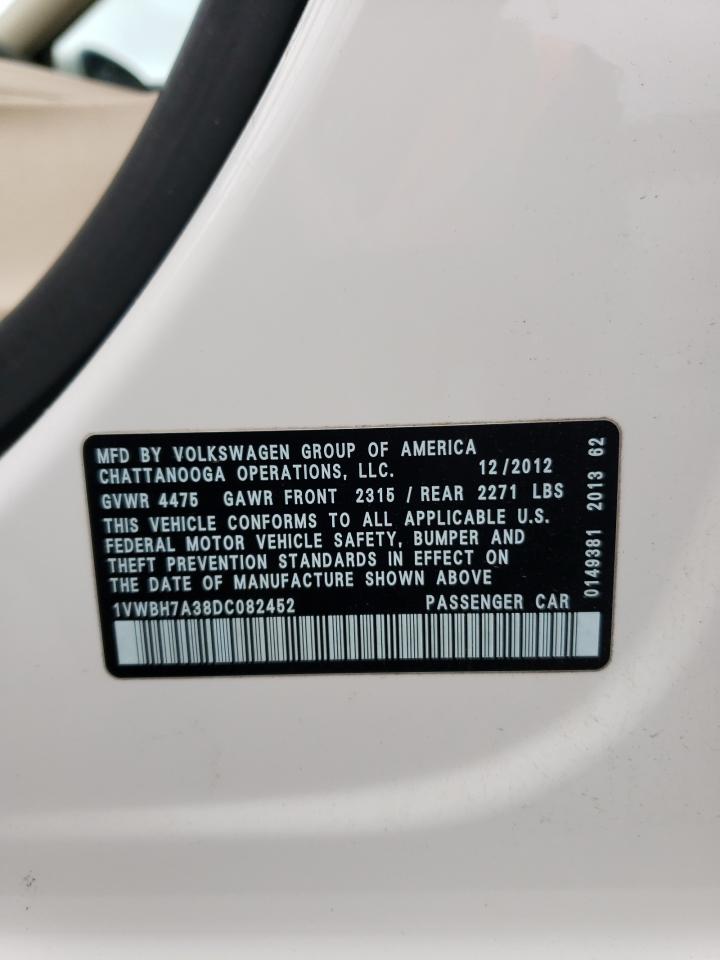 MFD BY VOLKSWAGEN GROUP OF AMERICA
CHATTANOOGA OPERATIONS, LLC. 12/2012
GVWR 4475 GAWR FRONT 2315 / REAR 2271 LBS
THIS VEHICLE CONFORMS TO ALL APPLICABLE U.S.
FEDERAL MOTOR VEHICLE SAFETY, BUMPER AND
THEFT PREVENTION STANDARDS IN EFFECT ON
THE DATE OF MANUFACTURE SHOWN ABOVE
1VWBH7A38DC082452 PASSENGER CAR
0149381 2013 62